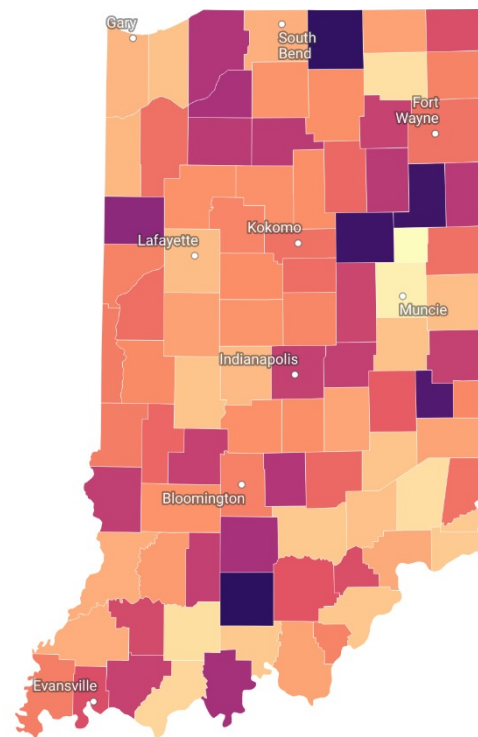 Gary
South
Bend
Fort
Wayne
Kokomo
Lafayette
Muncie
Indianapolis
Bloomington
Evansville